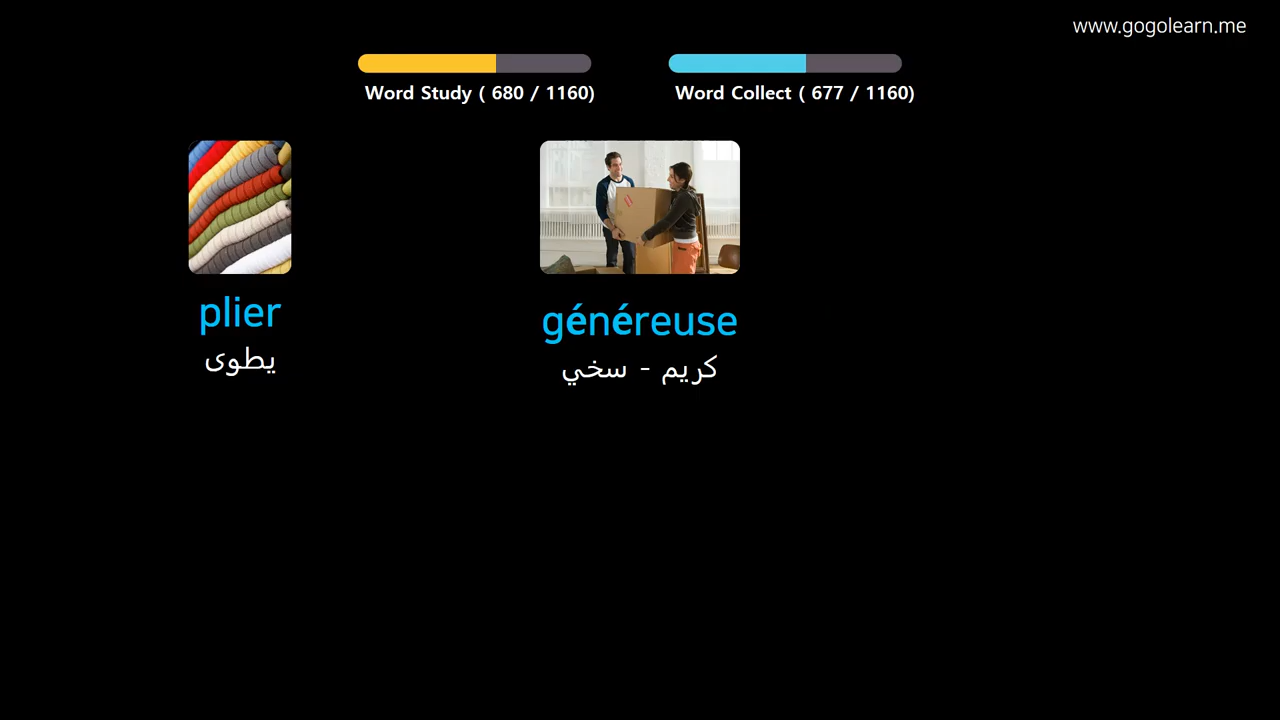 www.gogolearn.me
Word Study ( 680 / 1160)
Word Collect ( 677 / 1160)
plier
يطوى
généreuse
كريم - سخي